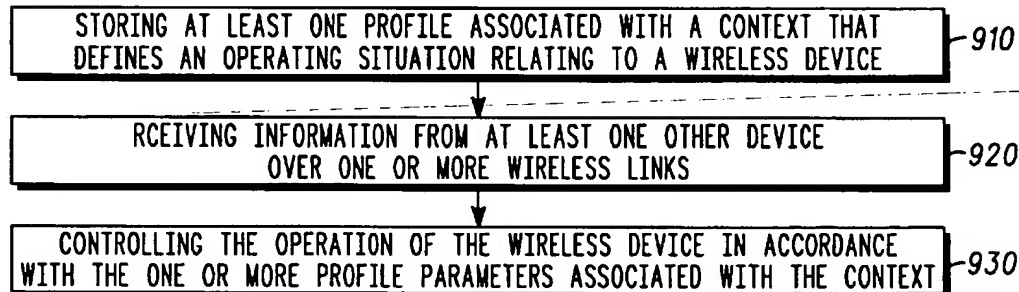 STORING AT LEAST ONE PROFILE ASSOCIATED WITH A CONTEXT THAT
DEFINES AN OPERATING SITUATION RELATING TO A WIRELESS DEVICE
910
RCEIVING INFORMATION FROM AT LEAST ONE OTHER DEVICE
OVER ONE OR MORE WIRELESS LINKS
920
CONTROLLING THE OPERATION OF THE WIRELESS DEVICE IN ACCORDANCE
WITH THE ONE OR MORE PROFILE PARAMETERS ASSOCIATED WITH THE CONTEXT
930